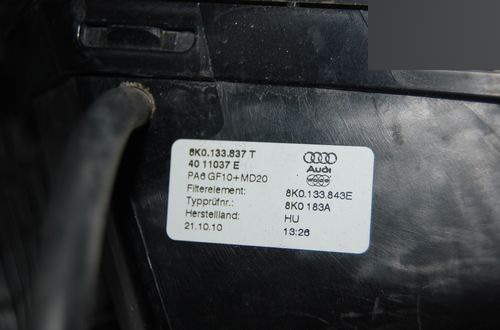 8K0.133.837 T
40 11037 E
Audi
PA6 GF10+MD20
Filterelement: 8K0.133.843E
Typprüfnr.: 8K0 183A
Herstellland: HU
21.10.10 13:26